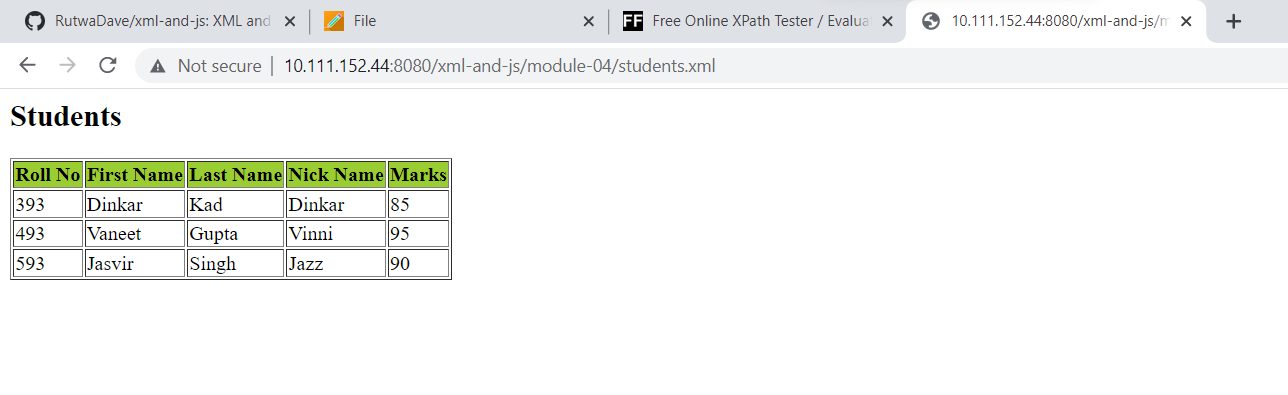 RutwaDave/xml-and-js: XML and
File
FF Free Online XPath Tester / Evalua
10.111.152.44:8080/xml-and-js/m
Not secure | 10.111.152.44:8080/xml-and-js/module-04/students.xml
Students
Roll No First Name Last Name Nick Name Marks
393 Dinkar Kad Dinkar 85
493 Vaneet Gupta Vinni 95
593 Jasvir Singh Jazz 90